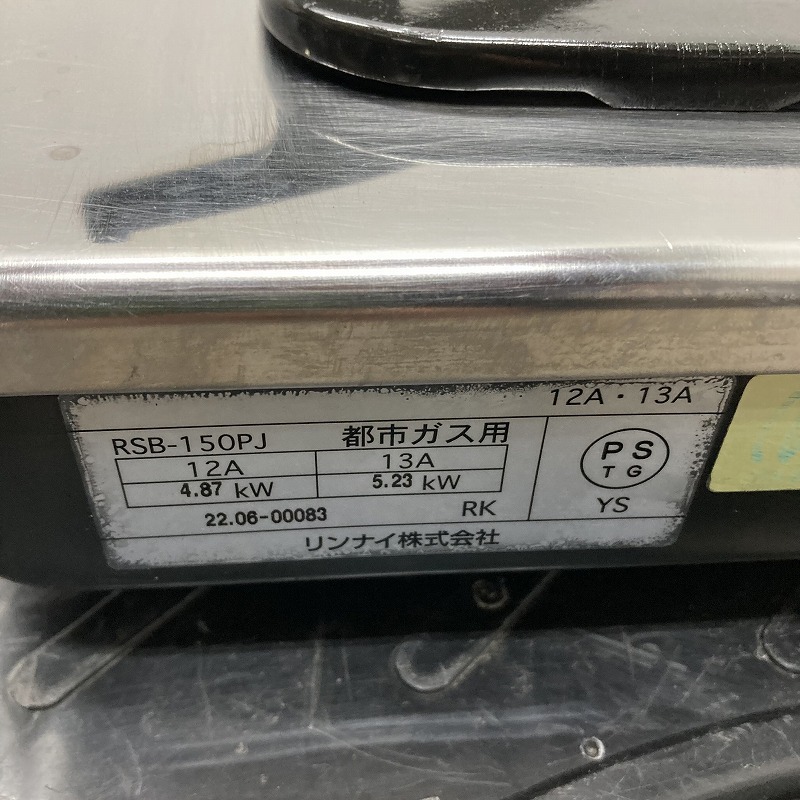 12A・13A
RSB-150PJ 都市ガス用
12A 13A
4.87 kW 5.23 kW
PS
TG
YS
22.06-00083 RK
リンナイ株式会社